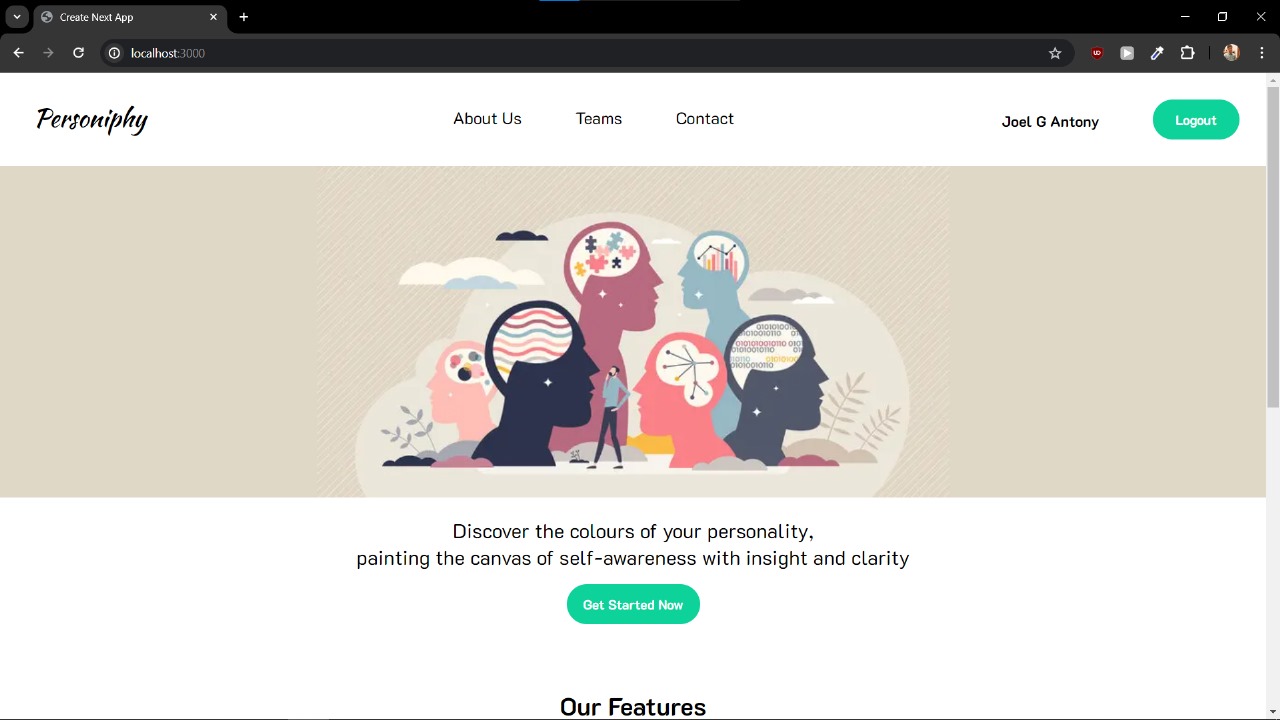 Create Next App
localhost:3000
Personiphy
About Us
Teams
Contact
Joel G Antony
Logout
Discover the colours of your personality,
painting the canvas of self-awareness with insight and clarity
Get Started Now
Our Features